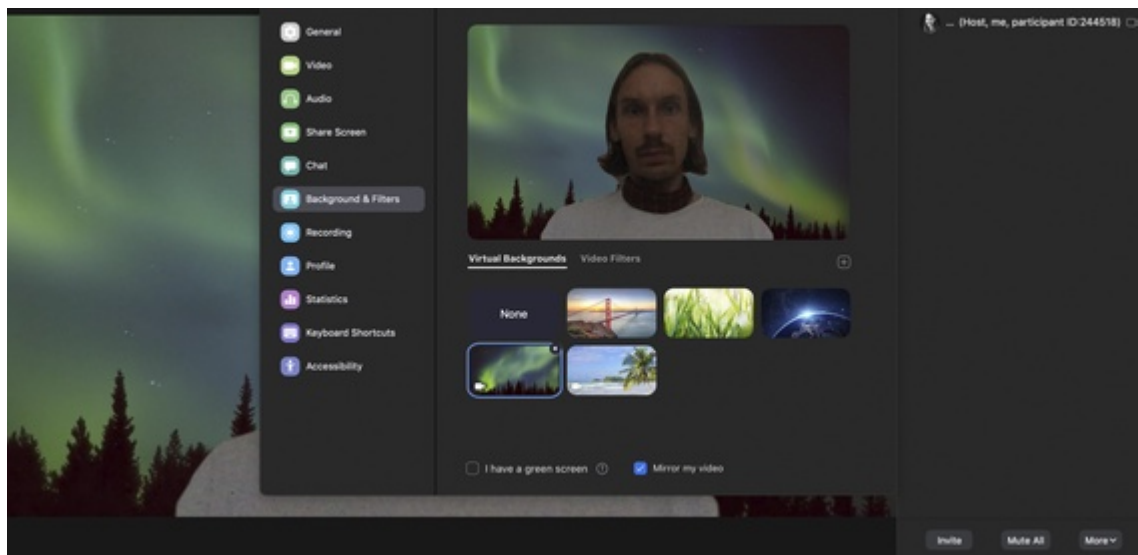 General
Video
Audio
Share Screen
Chat
Background & Filters
Recording
Profile
Statistics
Keyboard Shortcuts
Accessibility
Virtual Backgrounds Video Filters
None
I have a green screen
Mirror my video
... (Host, me, participant ID:244518)
Invite Mute All More